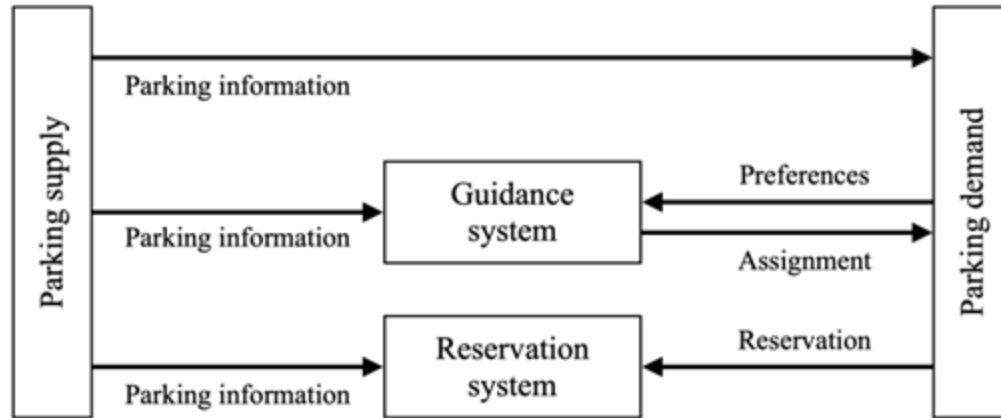 Parking supply
Parking information
Parking information
Parking information
Guidance
system
Reservation
system
Preferences
Assignment
Reservation
Parking demand